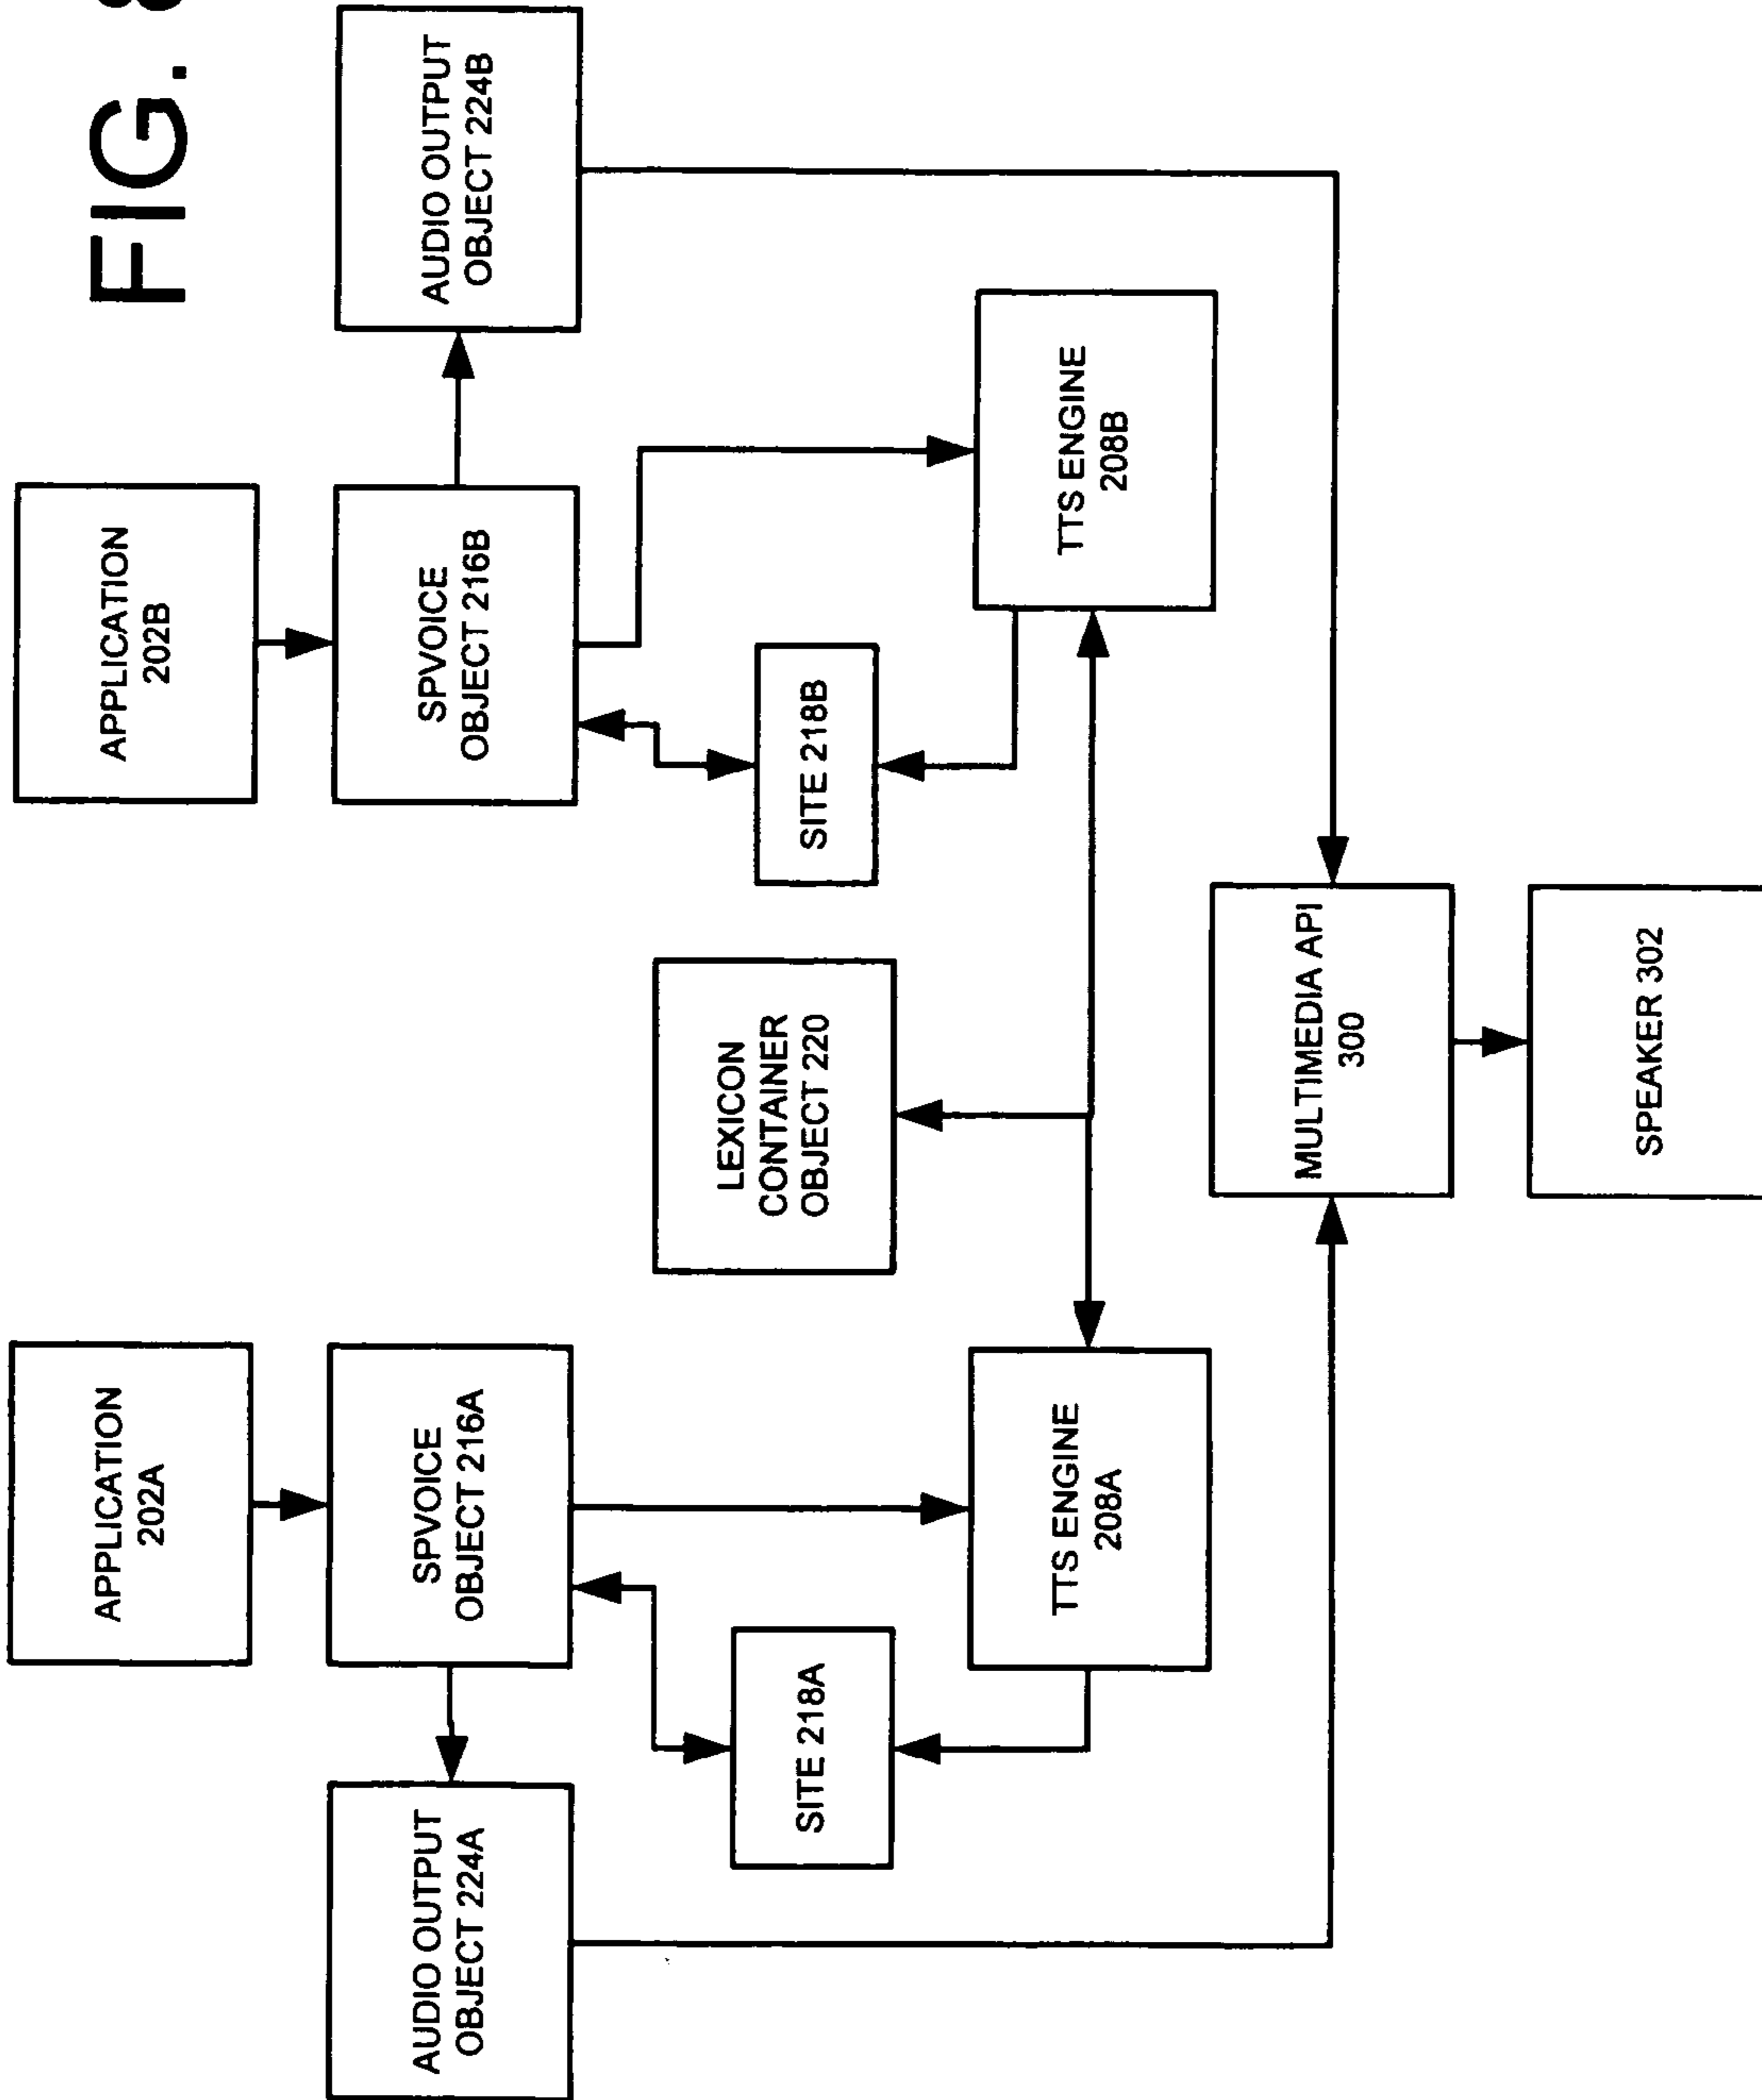 FIG.
APPLICATION
202A
APPLICATION
202B
AUDIO OUTPUT
OBJECT 224A
SPVOICE
OBJECT 216A
SPVOICE
OBJECT 216B
AUDIO OUTPUT
OBJECT 224B
SITE 218A
LEXICON
CONTAINER
OBJECT 220
SITE 218B
TTS ENGINE
208A
TTS ENGINE
208B
MULTIMEDIA API
300
SPEAKER 302